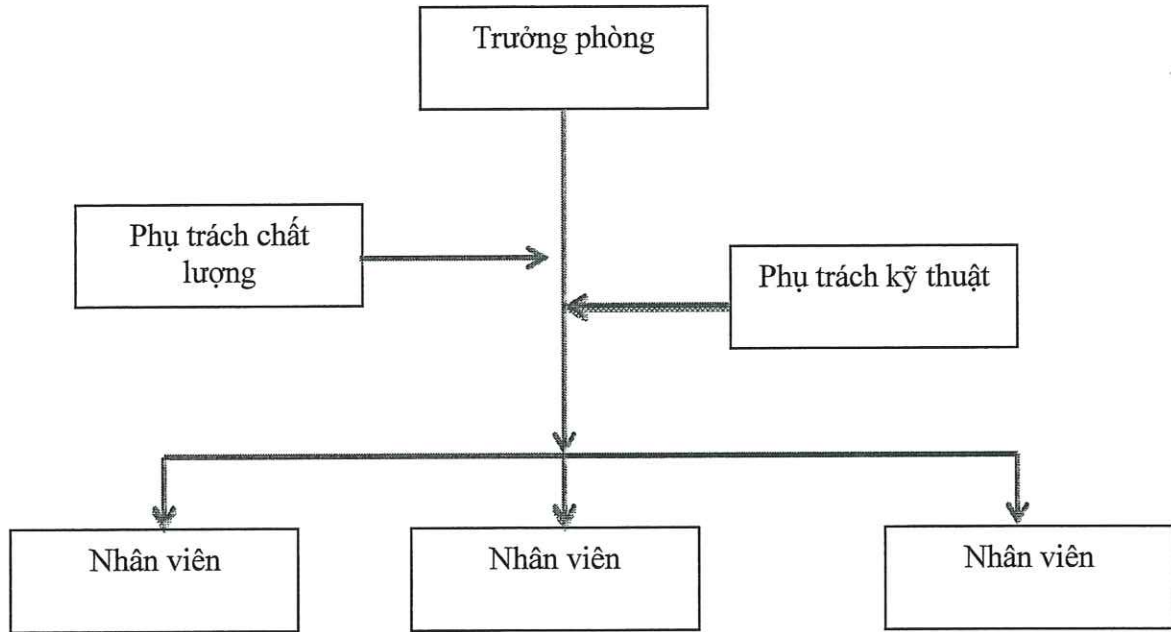 Trưởng phòng
Phụ trách chất
lượng
Phụ trách kỹ thuật
Nhân viên
Nhân viên
Nhân viên